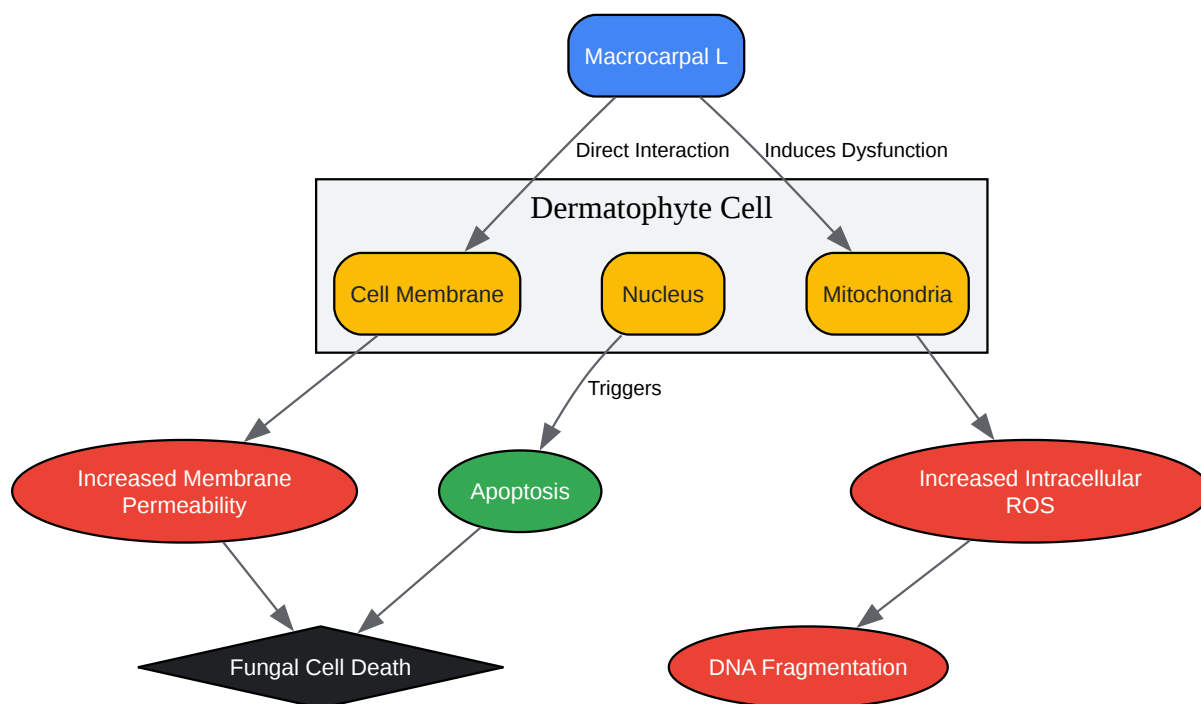 Macrocarpal L
Direct Interaction
Induces Dysfunction
Dermatophyte Cell
Cell Membrane
Nucleus
Mitochondria
Triggers
Increased Membrane
Permeability
Apoptosis
Increased Intracellular
ROS
Fungal Cell Death
DNA Fragmentation